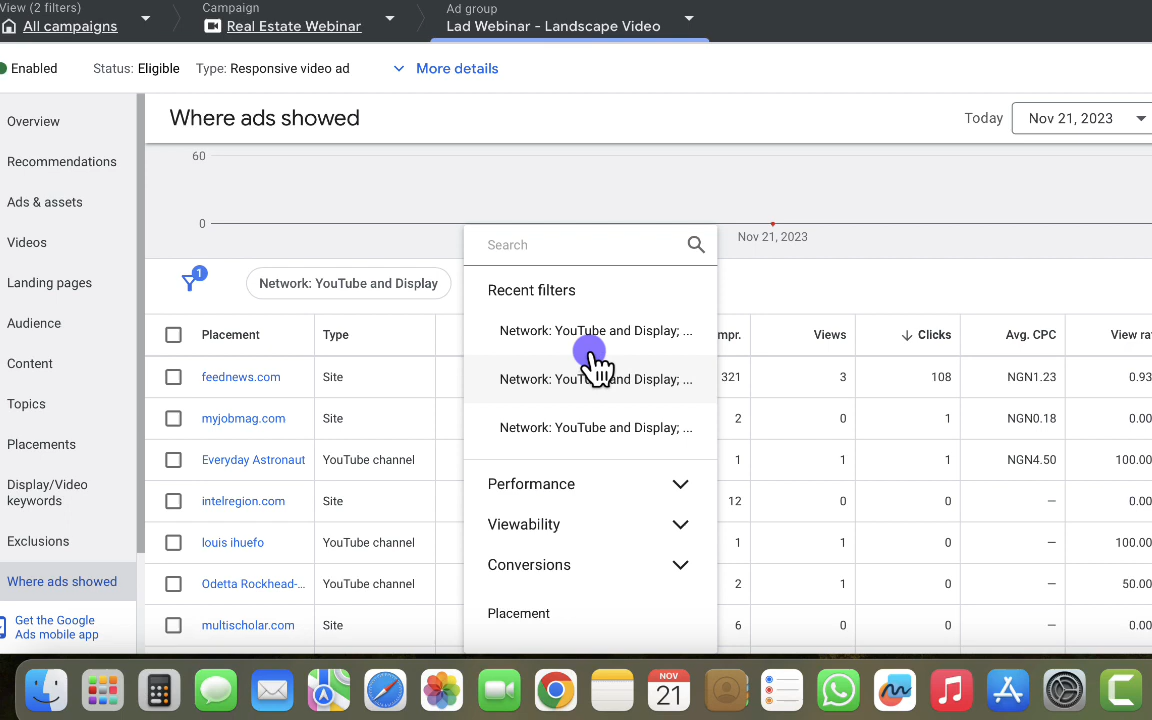 View (2 filters)
All campaigns
Campaign
Real Estate Webinar
Ad group
Lad Webinar - Landscape Video
Enabled
Status: Eligible
Type: Responsive video ad
More details
Overview
Recommendations
Ads & assets
Videos
Landing pages
Audience
Content
Topics
Placements
Display/Video
keywords
Exclusions
Where ads showed
Get the Google
Ads mobile app
Where ads showed
Today
Nov 21, 2023
60
0
Nov 21, 2023
1
Network: YouTube and Display
Search
Recent filters
Network: YouTube and Display; ...
Network: YouTube and Display; ...
Network: YouTube and Display; ...
Performance
Viewability
Conversions
Placement
Placement Type mpr. Views Clicks Avg. CPC View ra
feednews.com Site 321 3 108 NGN1.23 0.93
myjobmag.com Site 2 0 1 NGN0.18 0.00
Everyday Astronaut YouTube channel 1 1 1 NGN4.50 100.00
intelregion.com Site 12 0 0 — 0.00
louis ihuefo YouTube channel 1 1 0 — 100.00
Odetta Rockhead-... YouTube channel 2 1 0 — 50.00
multischolar.com Site 6 0 0 — 0.00
NOV
21